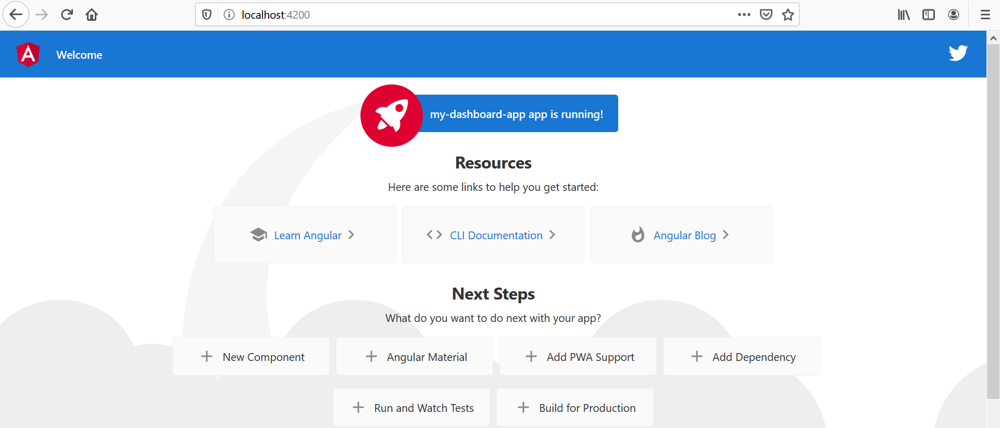 localhost:4200
Welcome
my-dashboard-app app is running!
Resources
Here are some links to help you get started:
Learn Angular
CLI Documentation
Angular Blog
Next Steps
What do you want to do next with your app?
New Component
Angular Material
Add PWA Support
Add Dependency
Run and Watch Tests
Build for Production